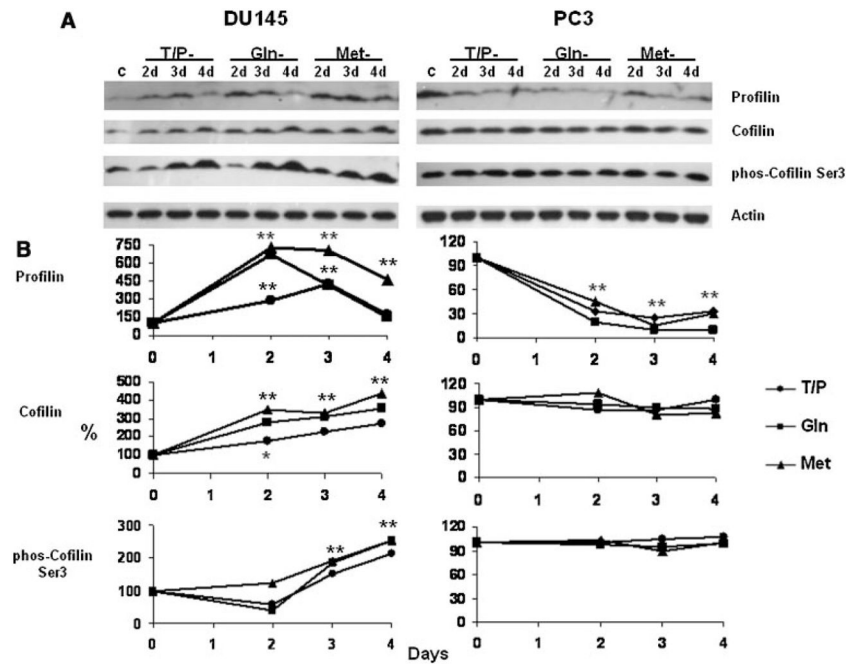 A
DU145
PC3
T/P-
Gln-
Met-
T/P-
Gln-
Met-
c 2d 3d 4d 2d 3d 4d 2d 3d 4d
C 2d 3d 4d 2d 3d 4d 2d 3d 4d
Profilin
Cofilin
phos-Cofilin Ser3
Actin
B
Profilin
750
600
450
300
150
0
** ** **
** **
0 1 2 3 4
120
90
60
30
0
** ** **
0 1 2 3 4
Cofilin
%
500
400
300
200
100
0
** ** **
*
0 1 2 3 4
120
90
60
30
0
0 1 2 3 4
T/P
Gln
Met
phos-Cofilin
Ser3
300
200
100
0
** **
0 1 2 3 4
120
90
60
30
0
0 1 2 3 4
Days